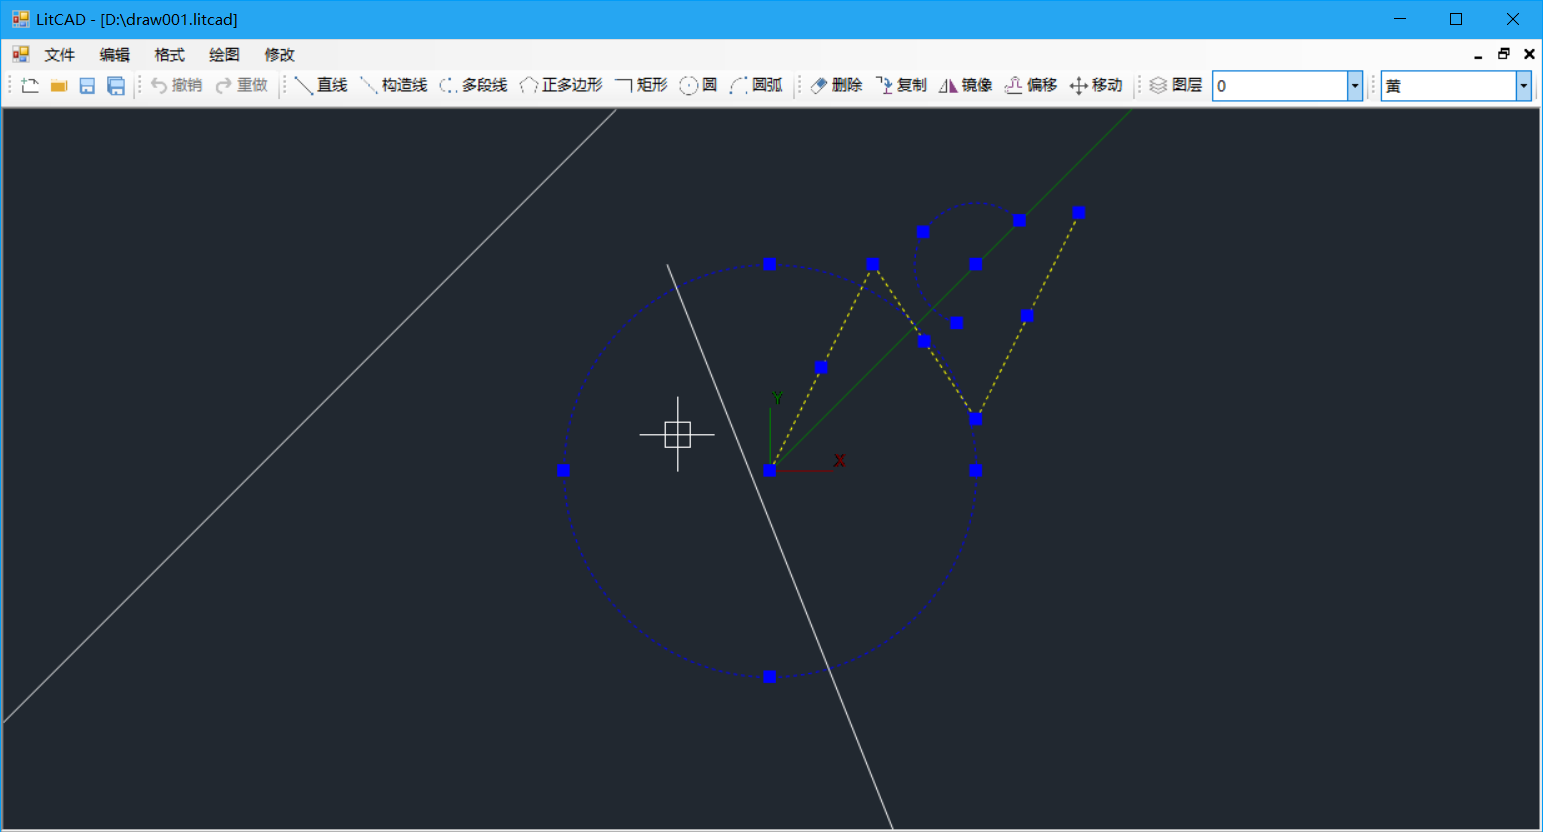 LitCAD - [D:\draw001.litcad]
文件 编辑 格式 绘图 修改
撤销 重做 直线 构造线 多段线 正多边形 矩形 圆 圆弧 删除 复制 镜像 偏移 移动 图层 0 黄
Y
X